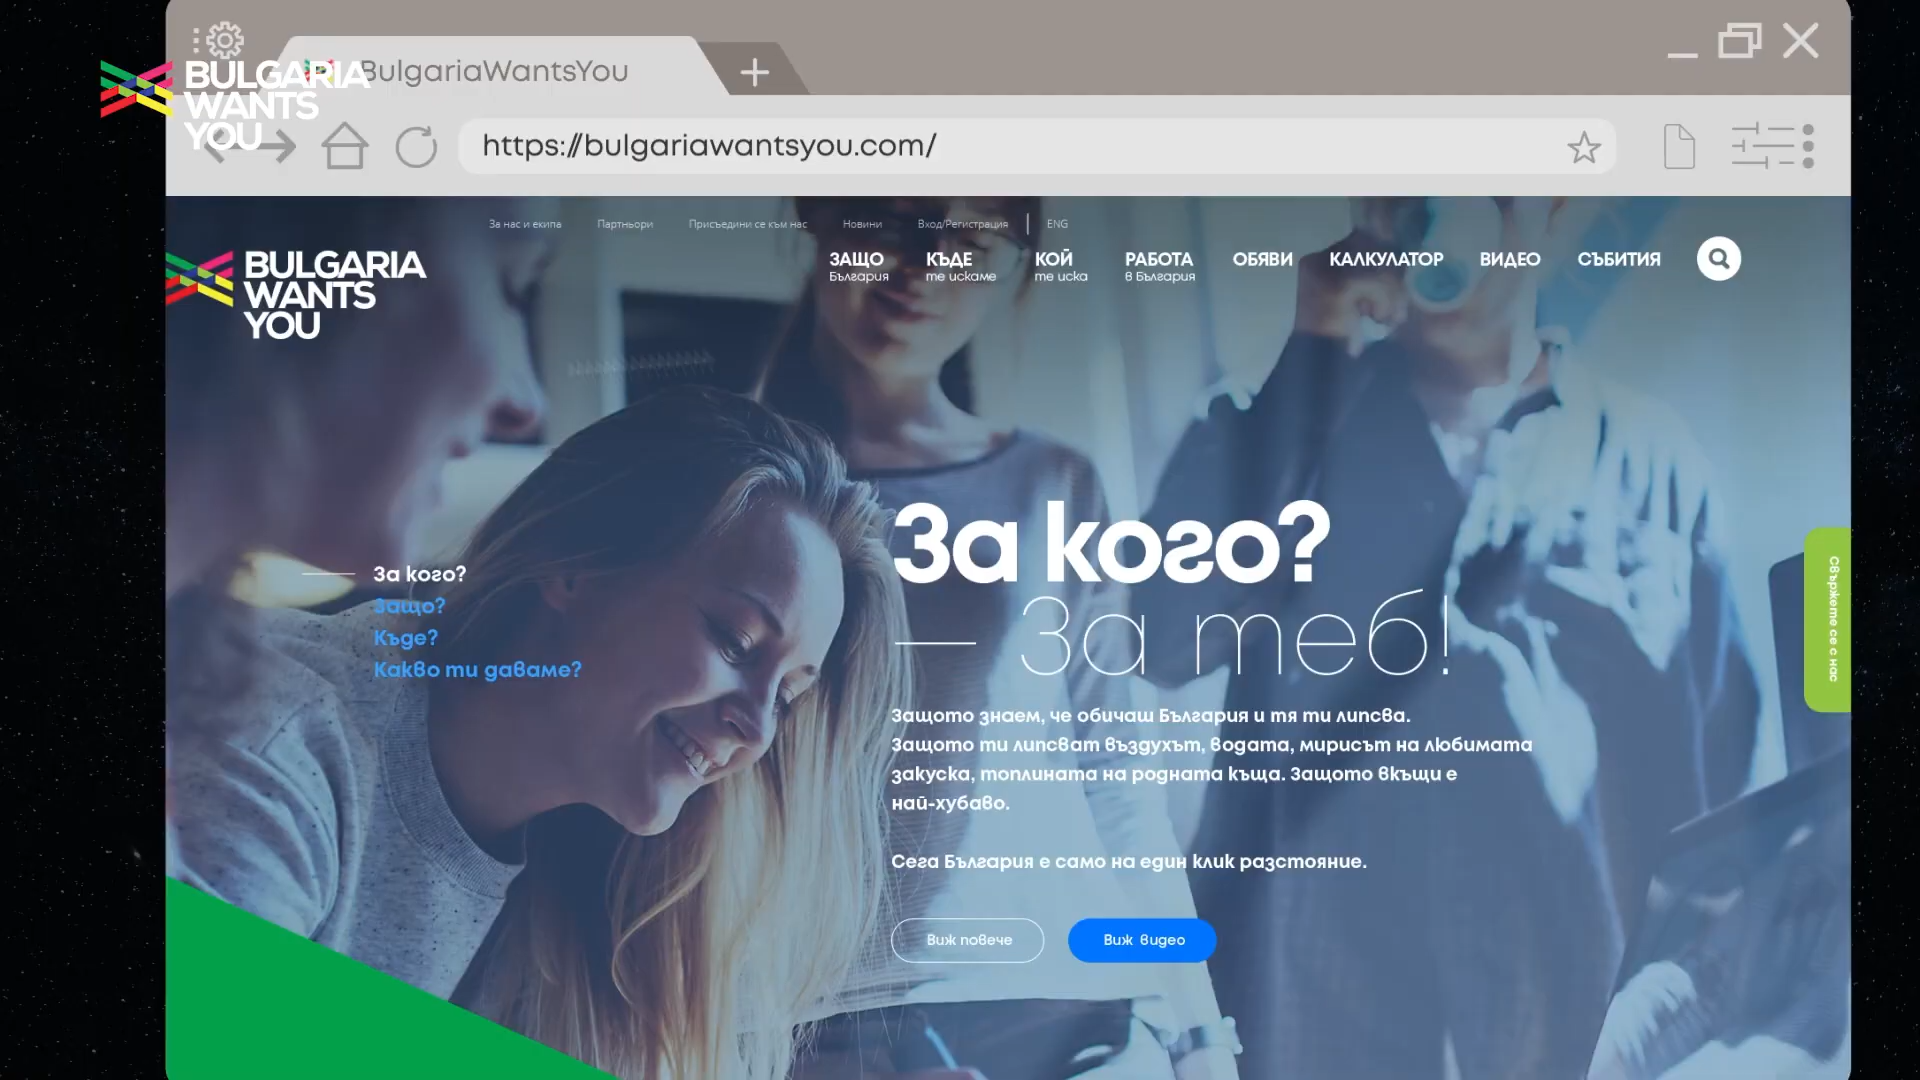 BULGARIA
WANTS
YOU
BulgariaWantsYou
https://bulgariawantsyou.com/
За нас и екипа
Партньори
Присъедини се към нас
Новини
Вход/Регистрация
ENG
BULGARIA
WANTS
YOU
ЗАЩО
България
КЪДЕ
те искаме
КОЙ
те иска
РАБОТА
в България
ОБЯВИ
КАЛКУЛАТОР
ВИДЕО
СЪБИТИЯ
За кого?
Защо?
Къде?
Какво ти даваме?
За кого?
За теб!
Защото знаем, че обичаш България и тя ти липсва.
Защото ти липсват въздухът, водата, мирисът на любимата
закуска, топлината на родната къща. Защото вкъщи е
най-хубаво.
Сега България е само на един клик разстояние.
Виж повече
Виж видео
Свържете се с нас